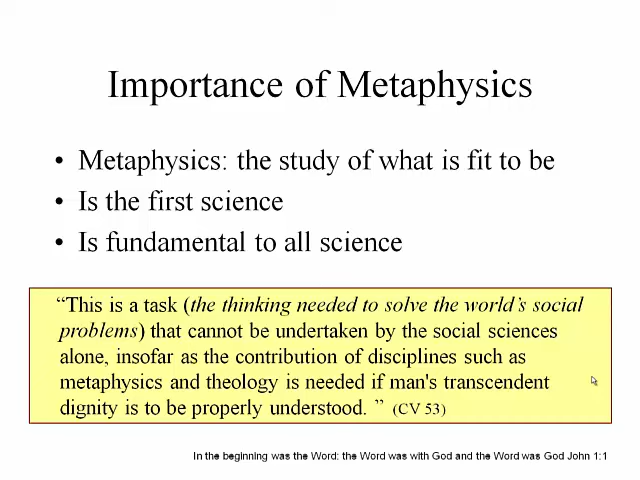 Importance of Metaphysics
• Metaphysics: the study of what is fit to be
• Is the first science
• Is fundamental to all science
“This is a task (the thinking needed to solve the world’s social
problems) that cannot be undertaken by the social sciences
alone, insofar as the contribution of disciplines such as
metaphysics and theology is needed if man's transcendent
dignity is to be properly understood. ” (CV 53)
In the beginning was the Word: the Word was with God and the Word was God John 1:1